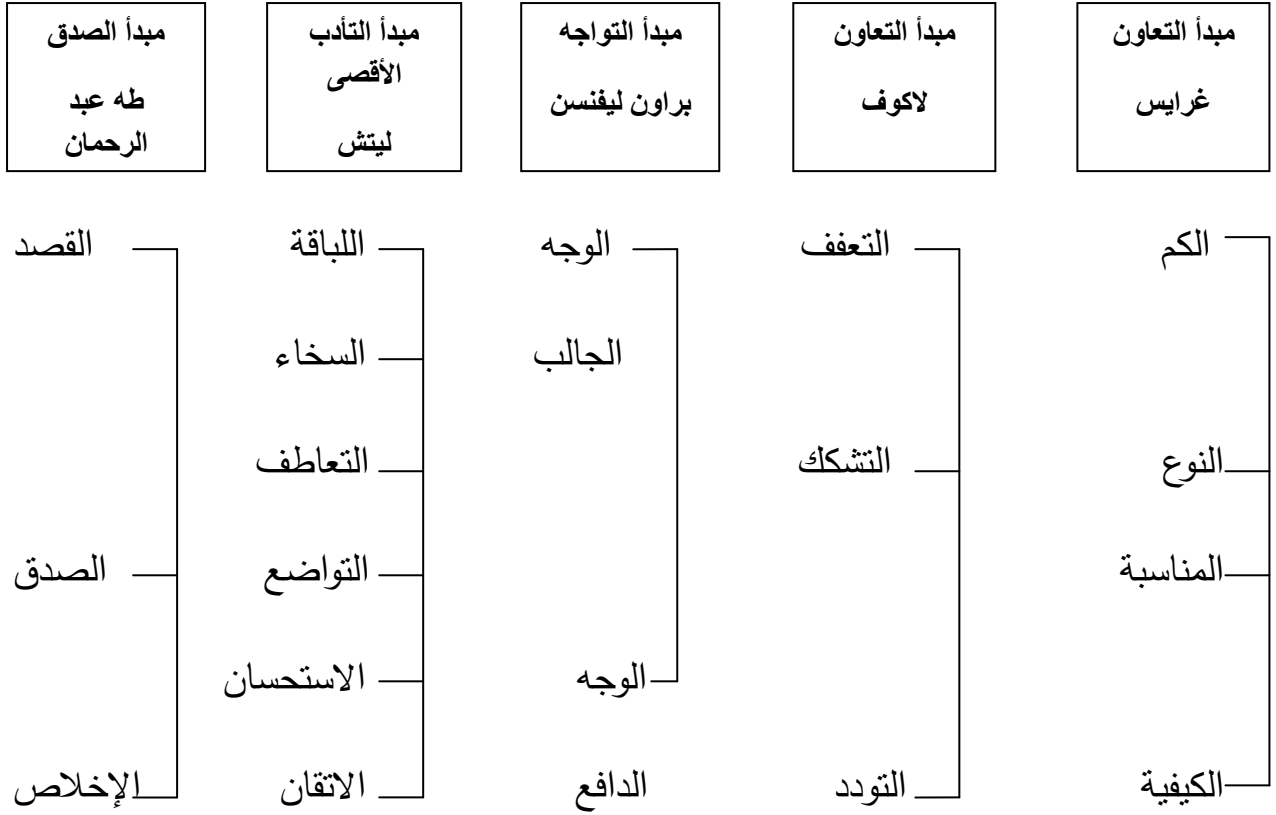 مبدأ التعاون
غرايس
مبدأ التعاون
لاكوف
مبدأ التواجه
براون ليفنسن
مبدأ التأدب
الأقصى
ليتش
مبدأ الصدق
طه عبد
الرحمان
الكم
النوع
المناسبة
الكيفية
التعفف
التشكك
التودد
الوجه
الجالب
الوجه
الدافع
اللباقة
السخاء
التعاطف
التواضع
الاستحسان
الاتقان
القصد
الصدق
الإخلاص